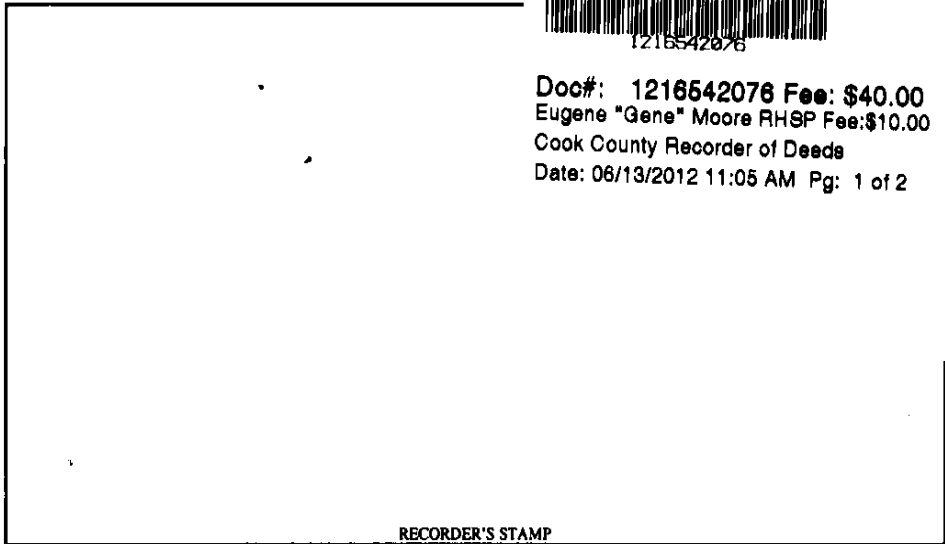 1216542076
Doc#: 1216542076 Fee: $40.00
Eugene "Gene" Moore RHSP Fee:$10.00
Cook County Recorder of Deeds
Date: 06/13/2012 11:05 AM Pg: 1 of 2
RECORDER'S STAMP